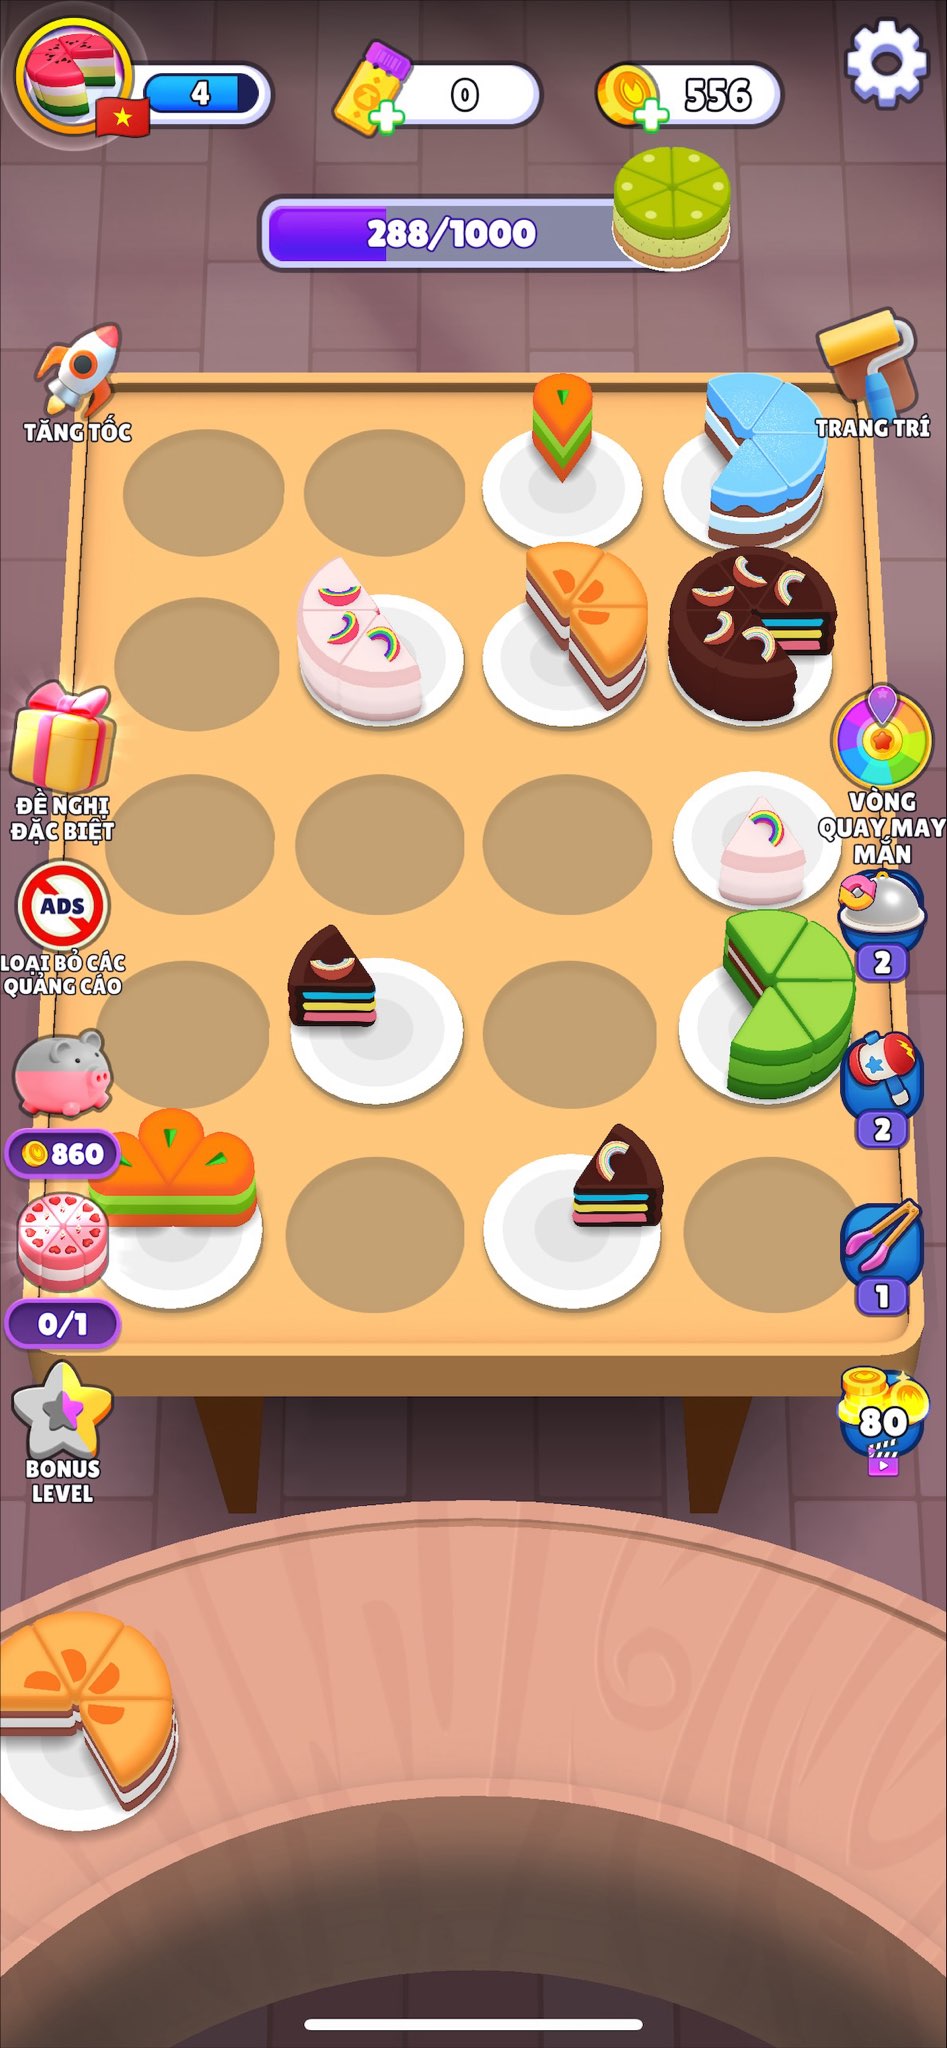 4
0
556
288/1000
TĂNG TỐC
TRANG TRÍ
ĐỀ NGHỊ
ĐẶC BIỆT
VÒNG
QUAY MAY
MẮN
ADS
LOẠI BỎ CÁC
QUẢNG CÁO
2
2
860
1
0/1
80
BONUS
LEVEL